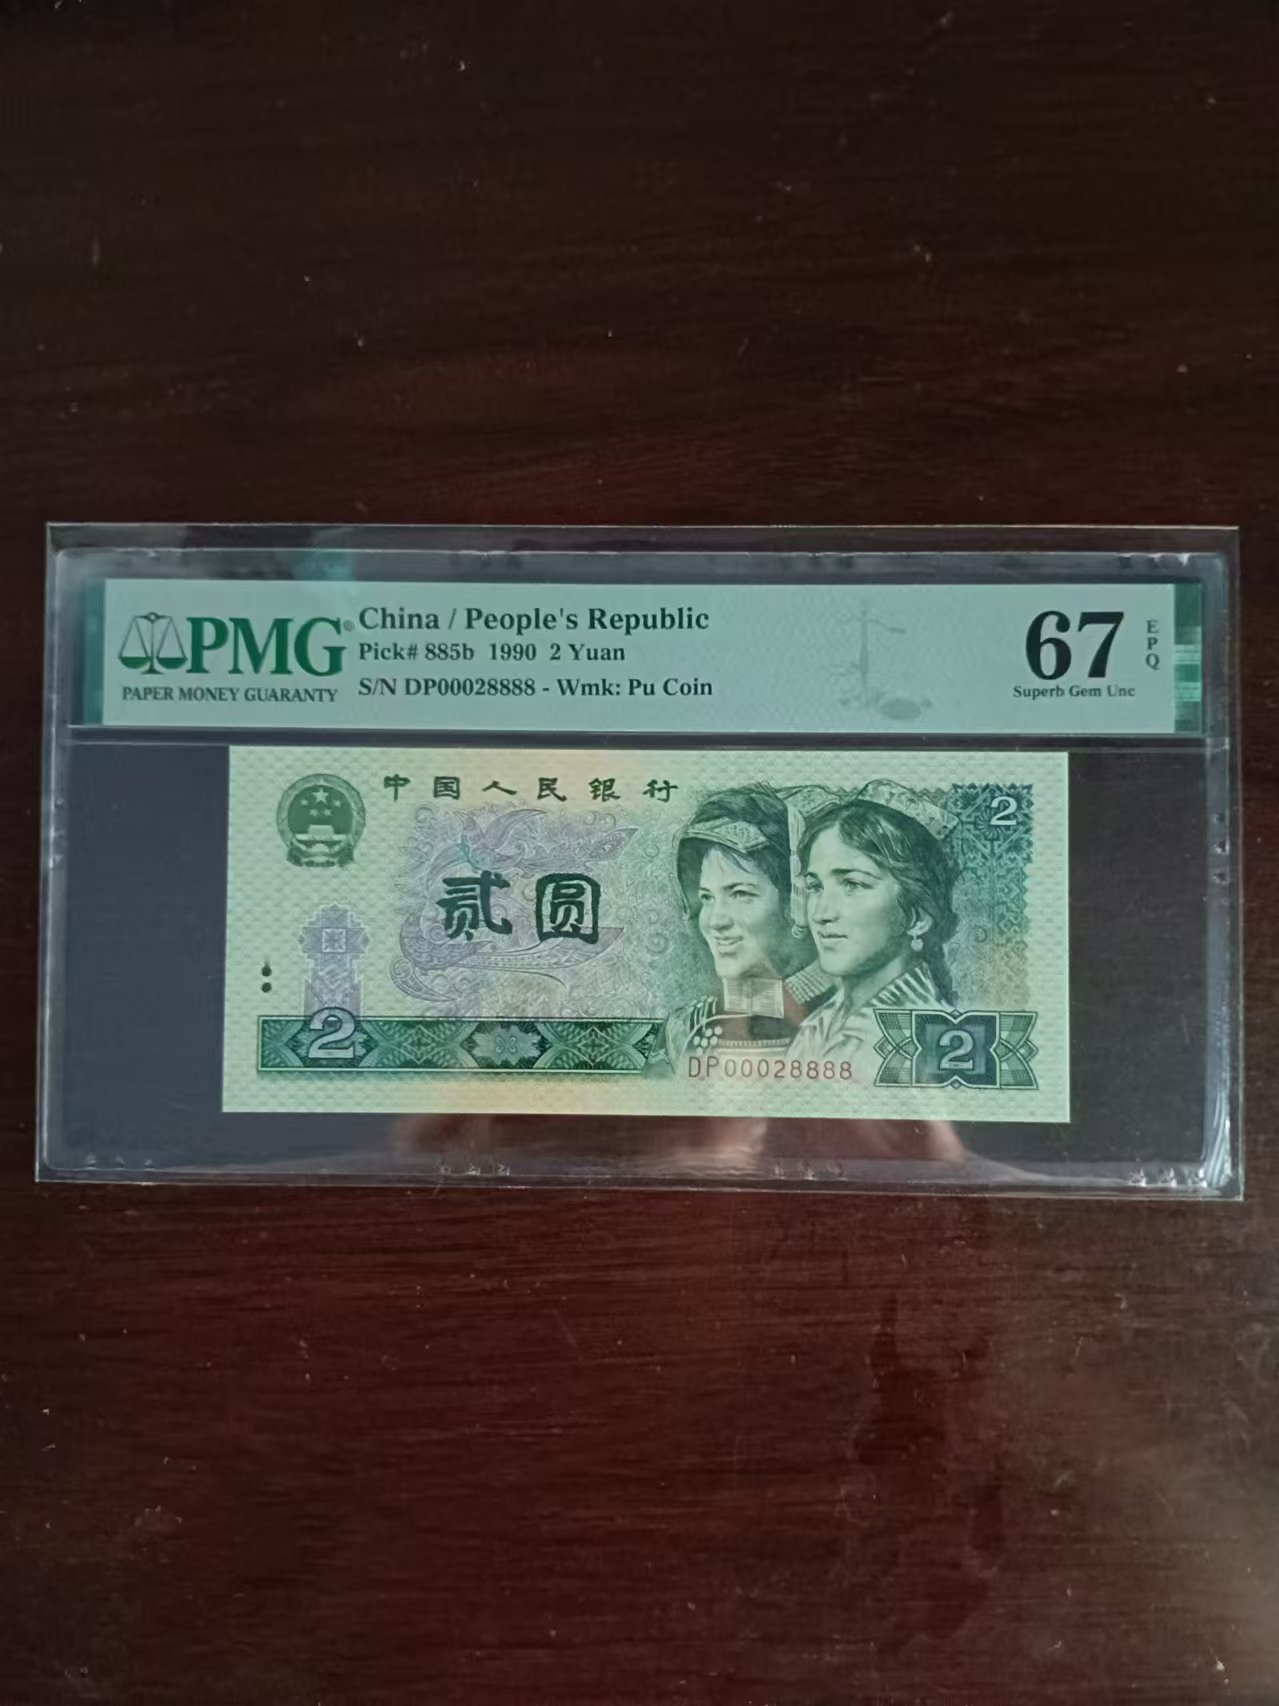 PMG
PAPER MONEY GUARANTY
China / People's Republic
Pick# 885b 1990 2 Yuan
S/N DP00028888 - Wmk: Pu Coin
67
EPQ
Superb Gem Unc
中国人民银行
2
贰圆
2
DP00028888
2